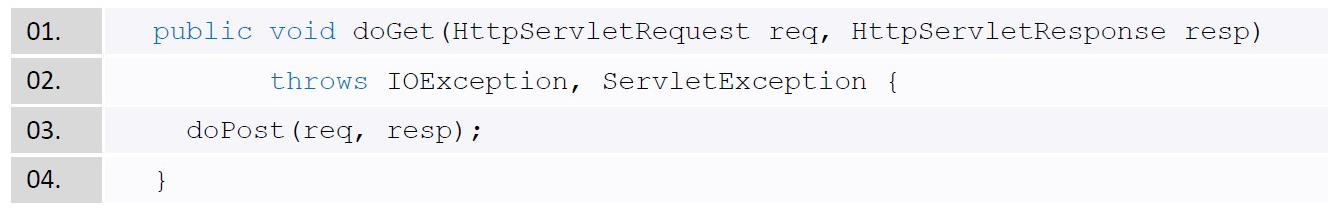 01. public void doGet(HttpServletRequest req, HttpServletResponse resp)
02. throws IOException, ServletException {
03. doPost(req, resp);
04. }